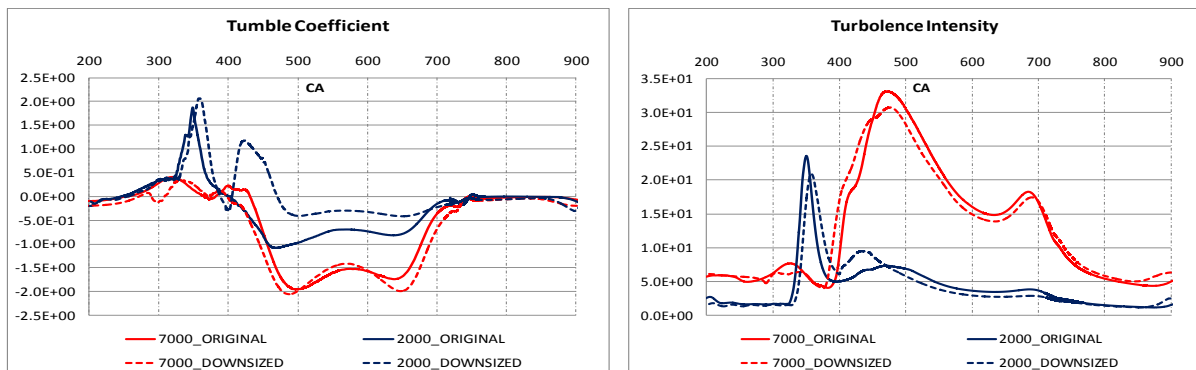 Tumble Coefficient
200 300 400 500 600 700 800 900
CA
2.5E+00
2.0E+00
1.5E+00
1.0E+00
5.0E-01
0.0E+00
-5.0E-01
-1.0E+00
-1.5E+00
-2.0E+00
-2.5E+00
7000_ORIGINAL 2000_ORIGINAL
7000_DOWNSIZED 2000_DOWNSIZED
Turbolence Intensity
200 300 400 500 600 700 800 900
CA
3.5E+01
3.0E+01
2.5E+01
2.0E+01
1.5E+01
1.0E+01
5.0E+00
0.0E+00
7000_ORIGINAL 2000_ORIGINAL
7000_DOWNSIZED 2000_DOWNSIZED